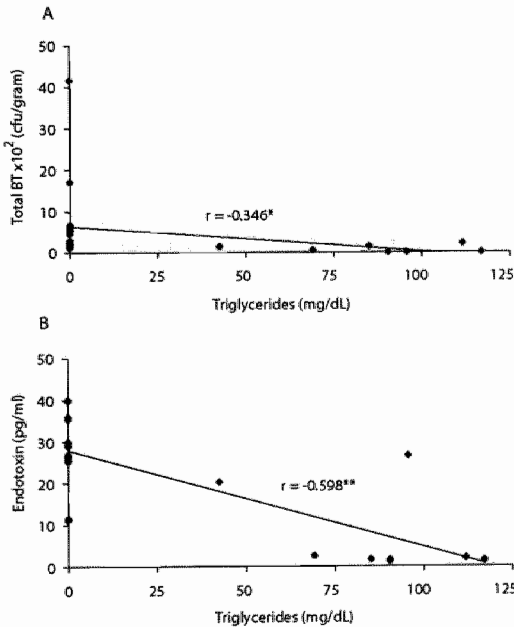 A
Total BT x10² (cfu/gram)
50
40
30
20
10
0
r = -0.346*
0 25 50 75 100 125
Triglycerides (mg/dL)
B
Endotoxin (pg/ml)
50
40
30
20
10
0
r = -0.598**
0 25 50 75 100 125
Triglycerides (mg/dL)